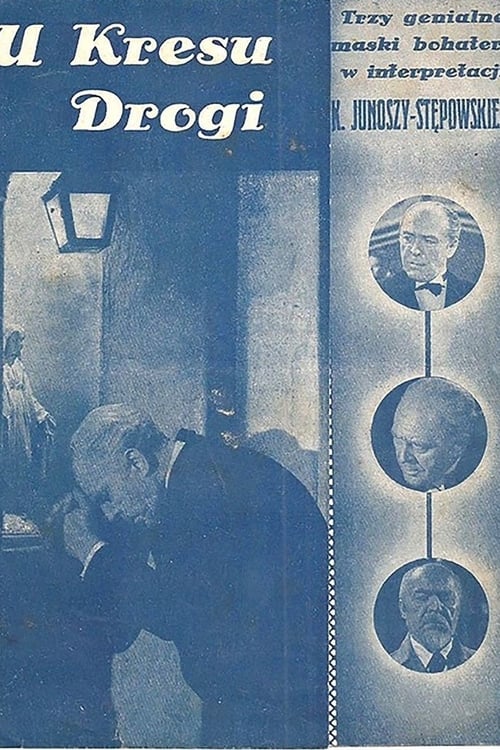 U Kresu
Drogi
Trzy genialne
maski bohater
w interpretacj
K. JUNOSZY-STĘPOWSKIE